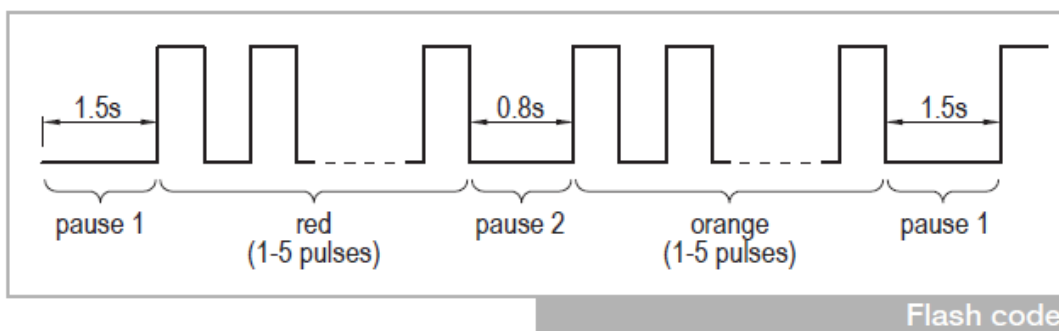 1.5s 0.8s 1.5s
pause 1 red pause 2 orange pause 1
(1-5 pulses) (1-5 pulses)
Flash code